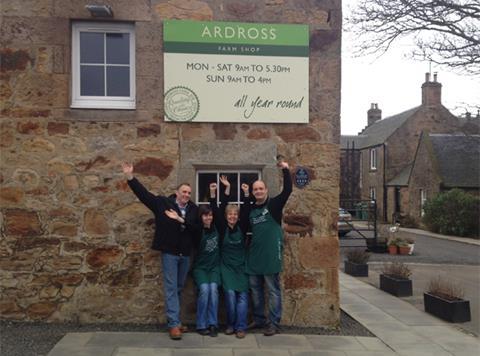 ARDROSS
FARM SHOP
MON - SAT 9AM TO 5.30PM
SUN 9AM TO 4PM
all year round